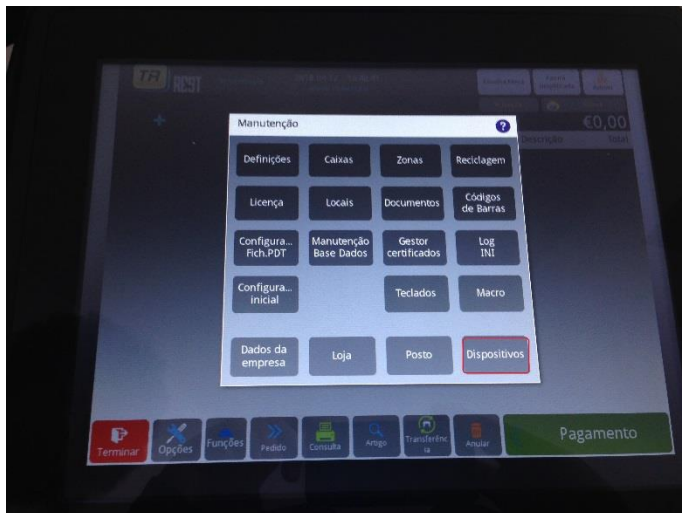 TR REST
€0,00
Descrição Total
Manutenção ?
Definições Caixas Zonas Reciclagem
Licença Locais Documentos Códigos de Barras
Configura... Fich.PDT Manutenção Base Dados Gestor certificados Log INI
Configura... inicial Teclados Macro
Dados da empresa Loja Posto Dispositivos
Terminar Opções Funções Pedido Consulta Artigo Transferênc ia Anular Pagamento